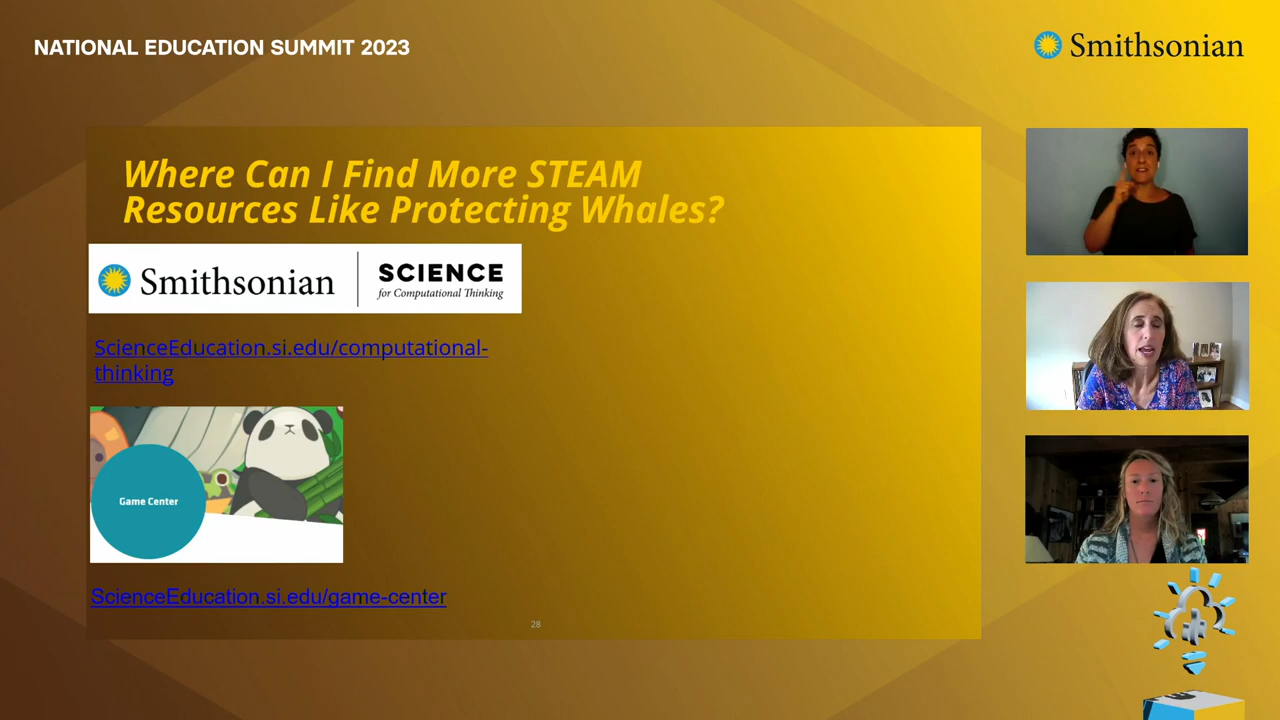 NATIONAL EDUCATION SUMMIT 2023
Smithsonian
Where Can I Find More STEAM
Resources Like Protecting Whales?
Smithsonian
SCIENCE
for Computational Thinking
ScienceEducation.si.edu/computational-
thinking
Game Center
ScienceEducation.si.edu/game-center
28